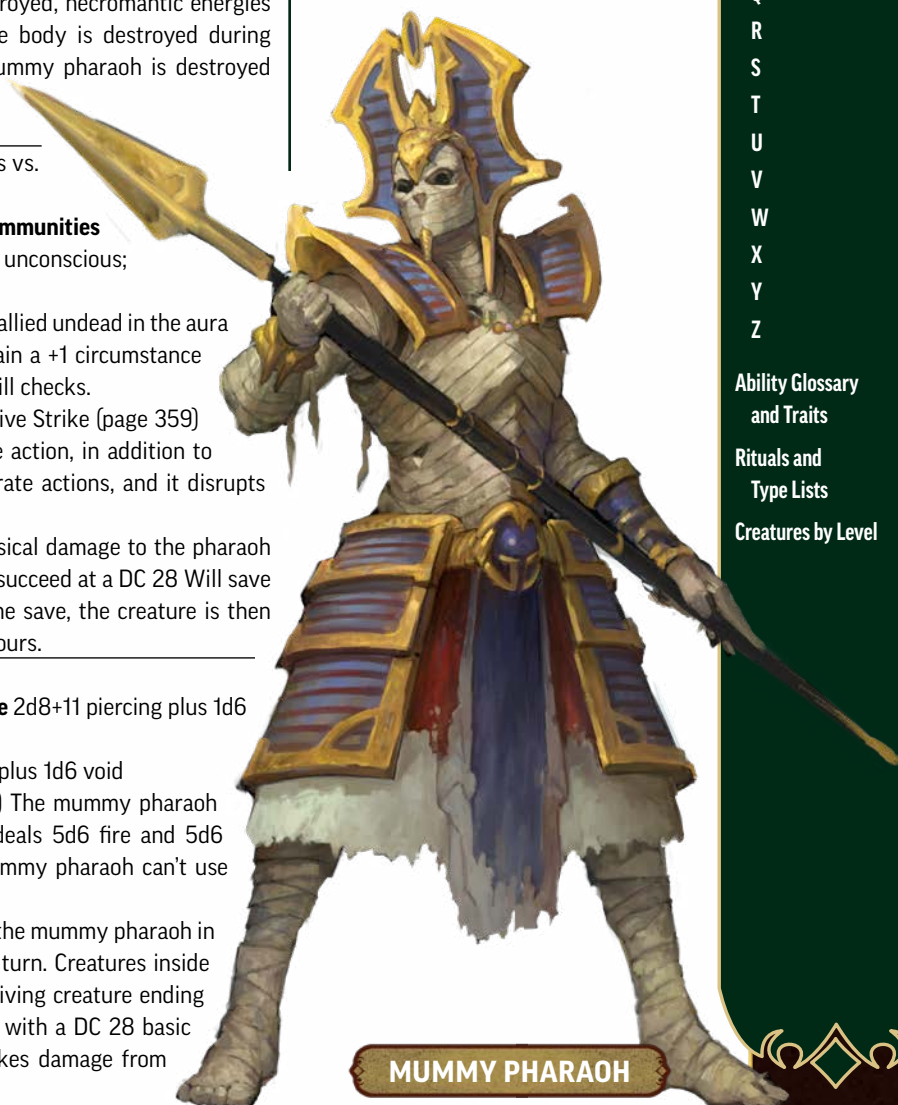 royed, necromantic energies
e body is destroyed during
ummy pharaoh is destroyed
s vs.
mmunities
unconscious;
allied undead in the aura
ain a +1 circumstance
ill checks.
ive Strike (page 359)
e action, in addition to
rate actions, and it disrupts
sical damage to the pharaoh
succeed at a DC 28 Will save
he save, the creature is then
ours.
e 2d8+11 piercing plus 1d6
plus 1d6 void
) The mummy pharaoh
deals 5d6 fire and 5d6
mmy pharaoh can't use
the mummy pharaoh in
turn. Creatures inside
iving creature ending
with a DC 28 basic
kes damage from
MUMMY PHARAOH
R
S
T
U
V
W
X
Y
Z
Ability Glossary
and Traits
Rituals and
Type Lists
Creatures by Level